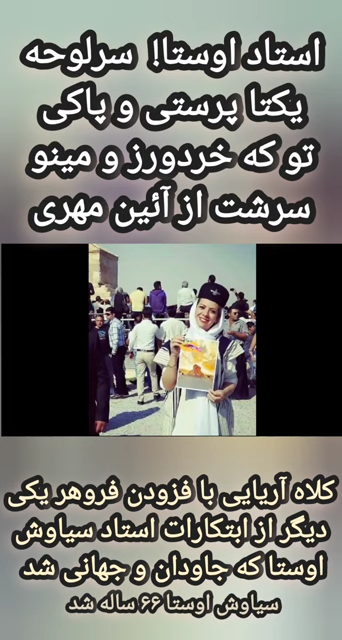 استاد اوستا! سرلوحه
یکتا پرستی و پاکی
تو که خردورز و مینو
سرشت از آئین مهری
کلاه آریایی با فزودن فروهر یکی
دیگر از ابتکارات استاد سیاوش
اوستا که جاودان و جهانی شد
سیاوش اوستا ۶۶ ساله شد